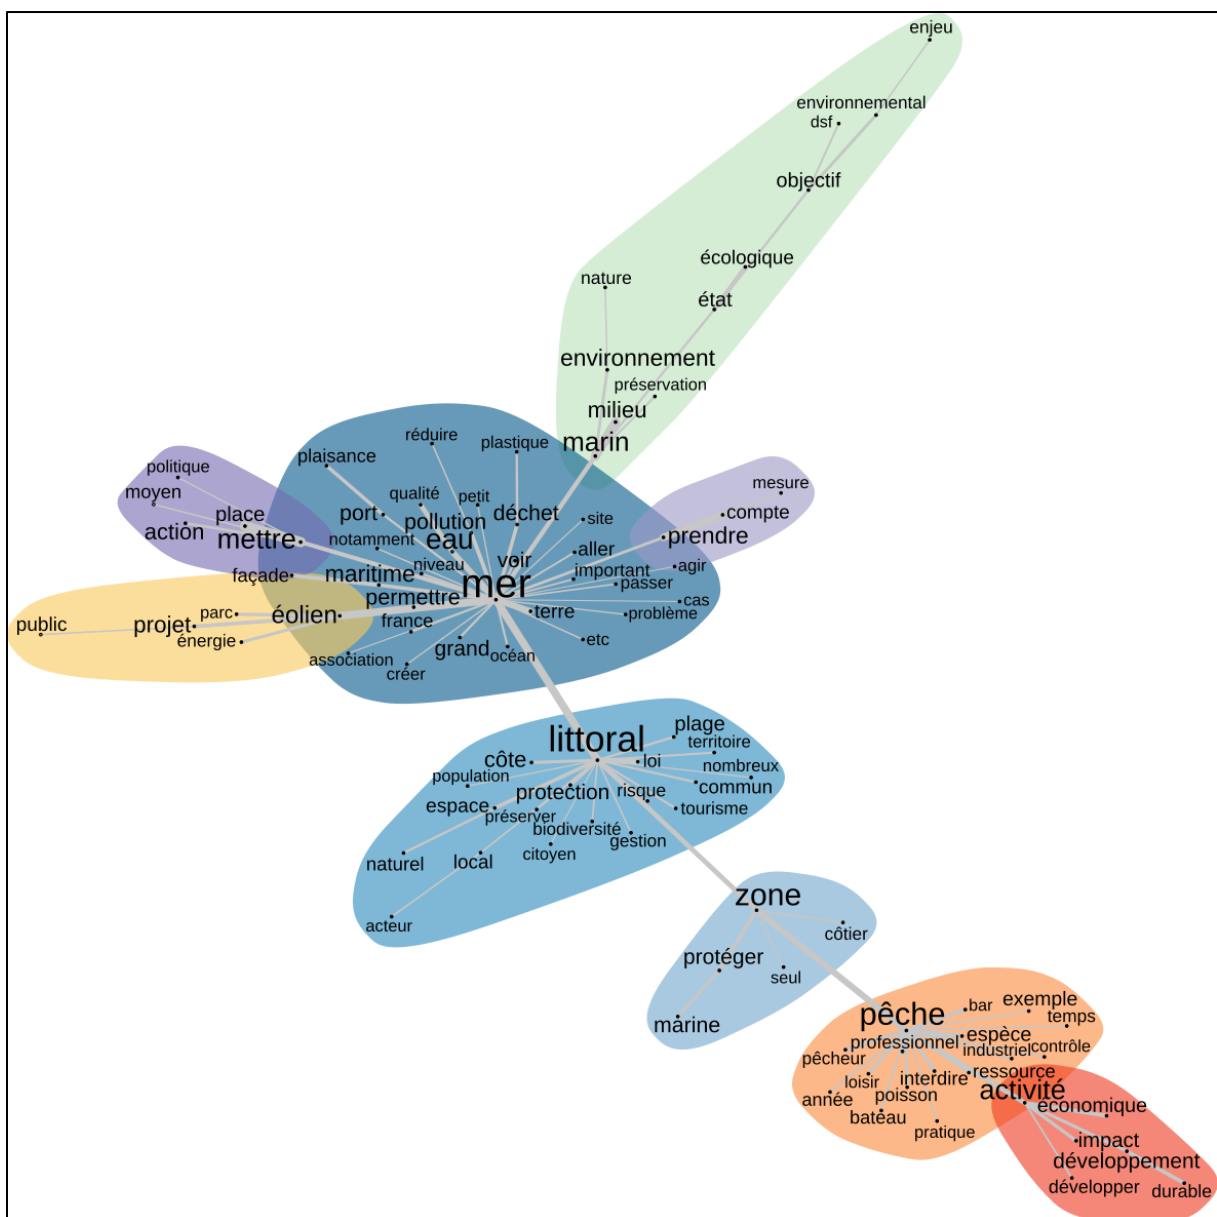 enjeu
environnemental
dsf
objectif
écologique
nature
état
environnement
préservation
milieu
marin
réduire
plastique
plaisance
politique
mesure
moyen
qualité
petit
place
port
pollution
déchet
site
compte
action
mettre
notamment
eau
prendre
voir
aller
niveau
façade
maritime
mer
important
agir
passer
permettre
cas
parc
éolien
terre
problème
public
projet
france
énergie
grand
océan
etc
association
créer
littoral
plage
territoire
côte
loi
nombreux
population
protection
risque
commun
espace
préserver
tourisme
biodiversité
gestion
naturel
local
citoyen
acteur
zone
côtier
protéger
seul
marine
pêche
bar
exemple
temps
professionnel
espèce
industriel
contrôle
pêcheur
ressource
loisir
interdire
activité
année
poisson
économique
bateau
pratique
impact
développement
développer
durable